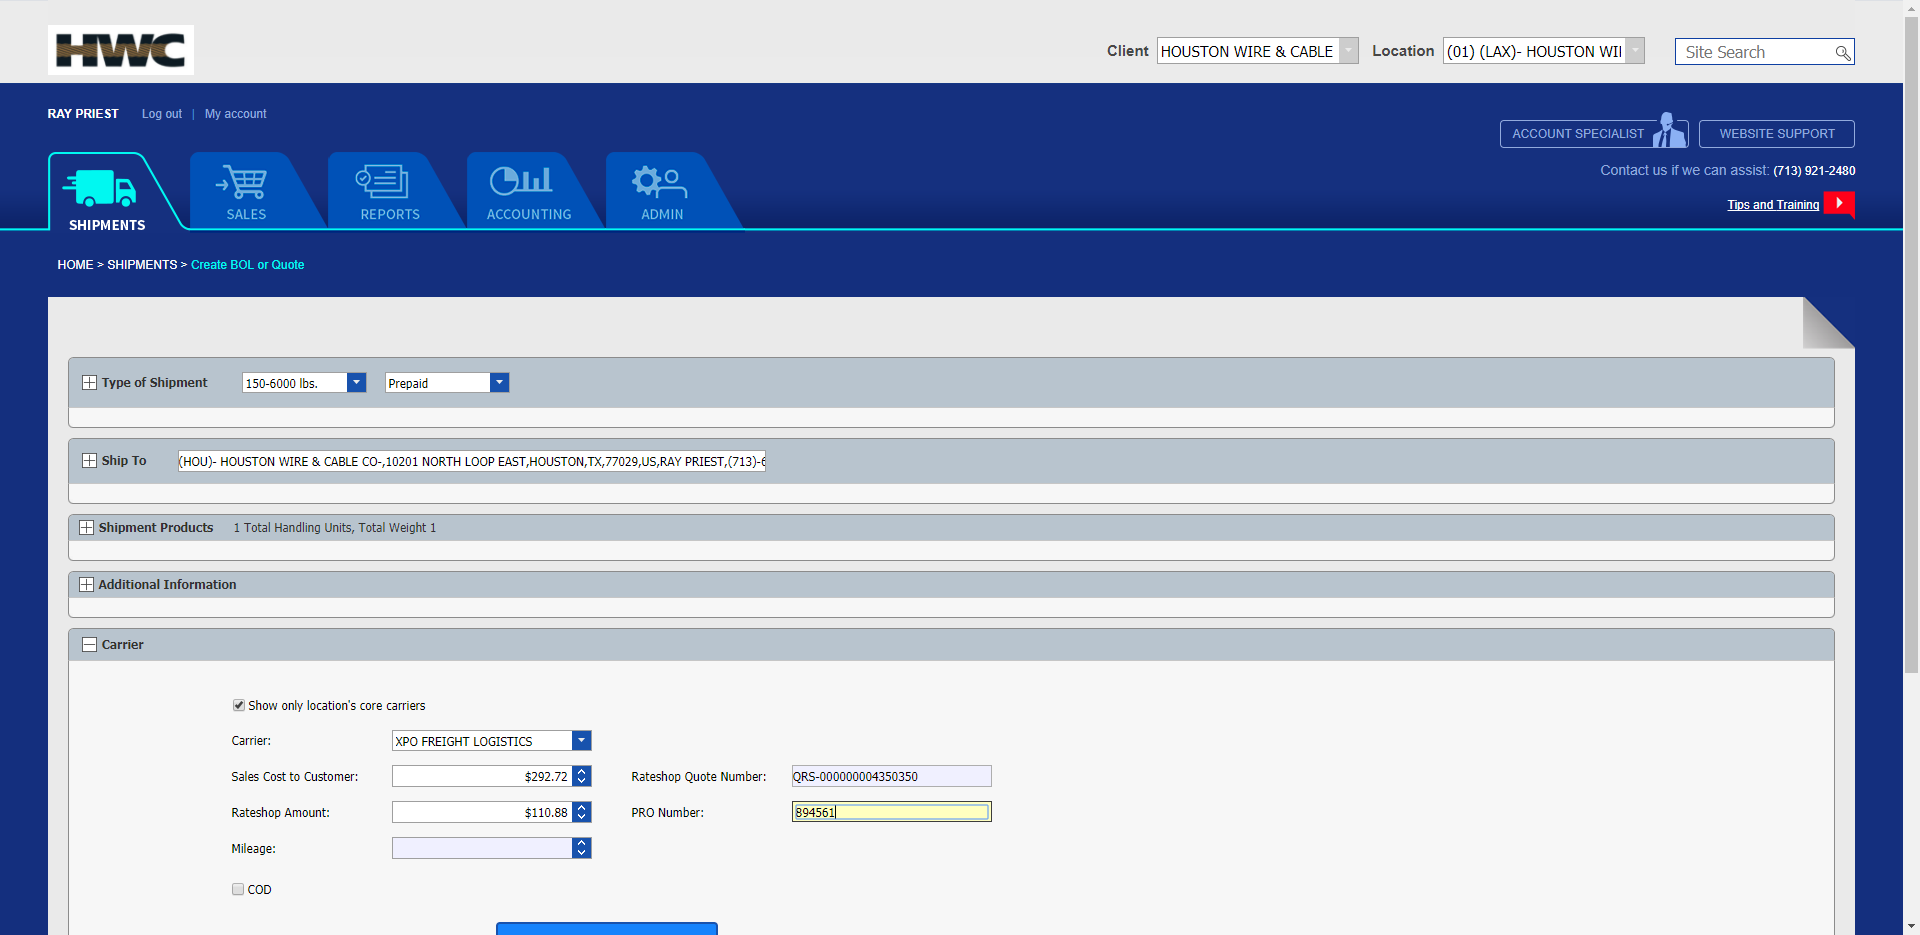 HWC
Client HOUSTON WIRE & CABLE Location (01) (LAX)- HOUSTON WII Site Search
RAY PRIEST Log out | My account
ACCOUNT SPECIALIST WEBSITE SUPPORT
Contact us if we can assist: (713) 921-2480
Tips and Training
SHIPMENTS SALES REPORTS ACCOUNTING ADMIN
HOME > SHIPMENTS > Create BOL or Quote
Type of Shipment 150-6000 lbs. Prepaid
Ship To (HOU)- HOUSTON WIRE & CABLE CO-,10201 NORTH LOOP EAST,HOUSTON,TX,77029,US,RAY PRIEST,(713)-6
Shipment Products 1 Total Handling Units, Total Weight 1
Additional Information
Carrier
Show only location's core carriers
Carrier: XPO FREIGHT LOGISTICS
Sales Cost to Customer: $292.72 Rateshop Quote Number: QRS-000000004350350
Rateshop Amount: $110.88 PRO Number: 894561
Mileage:
COD